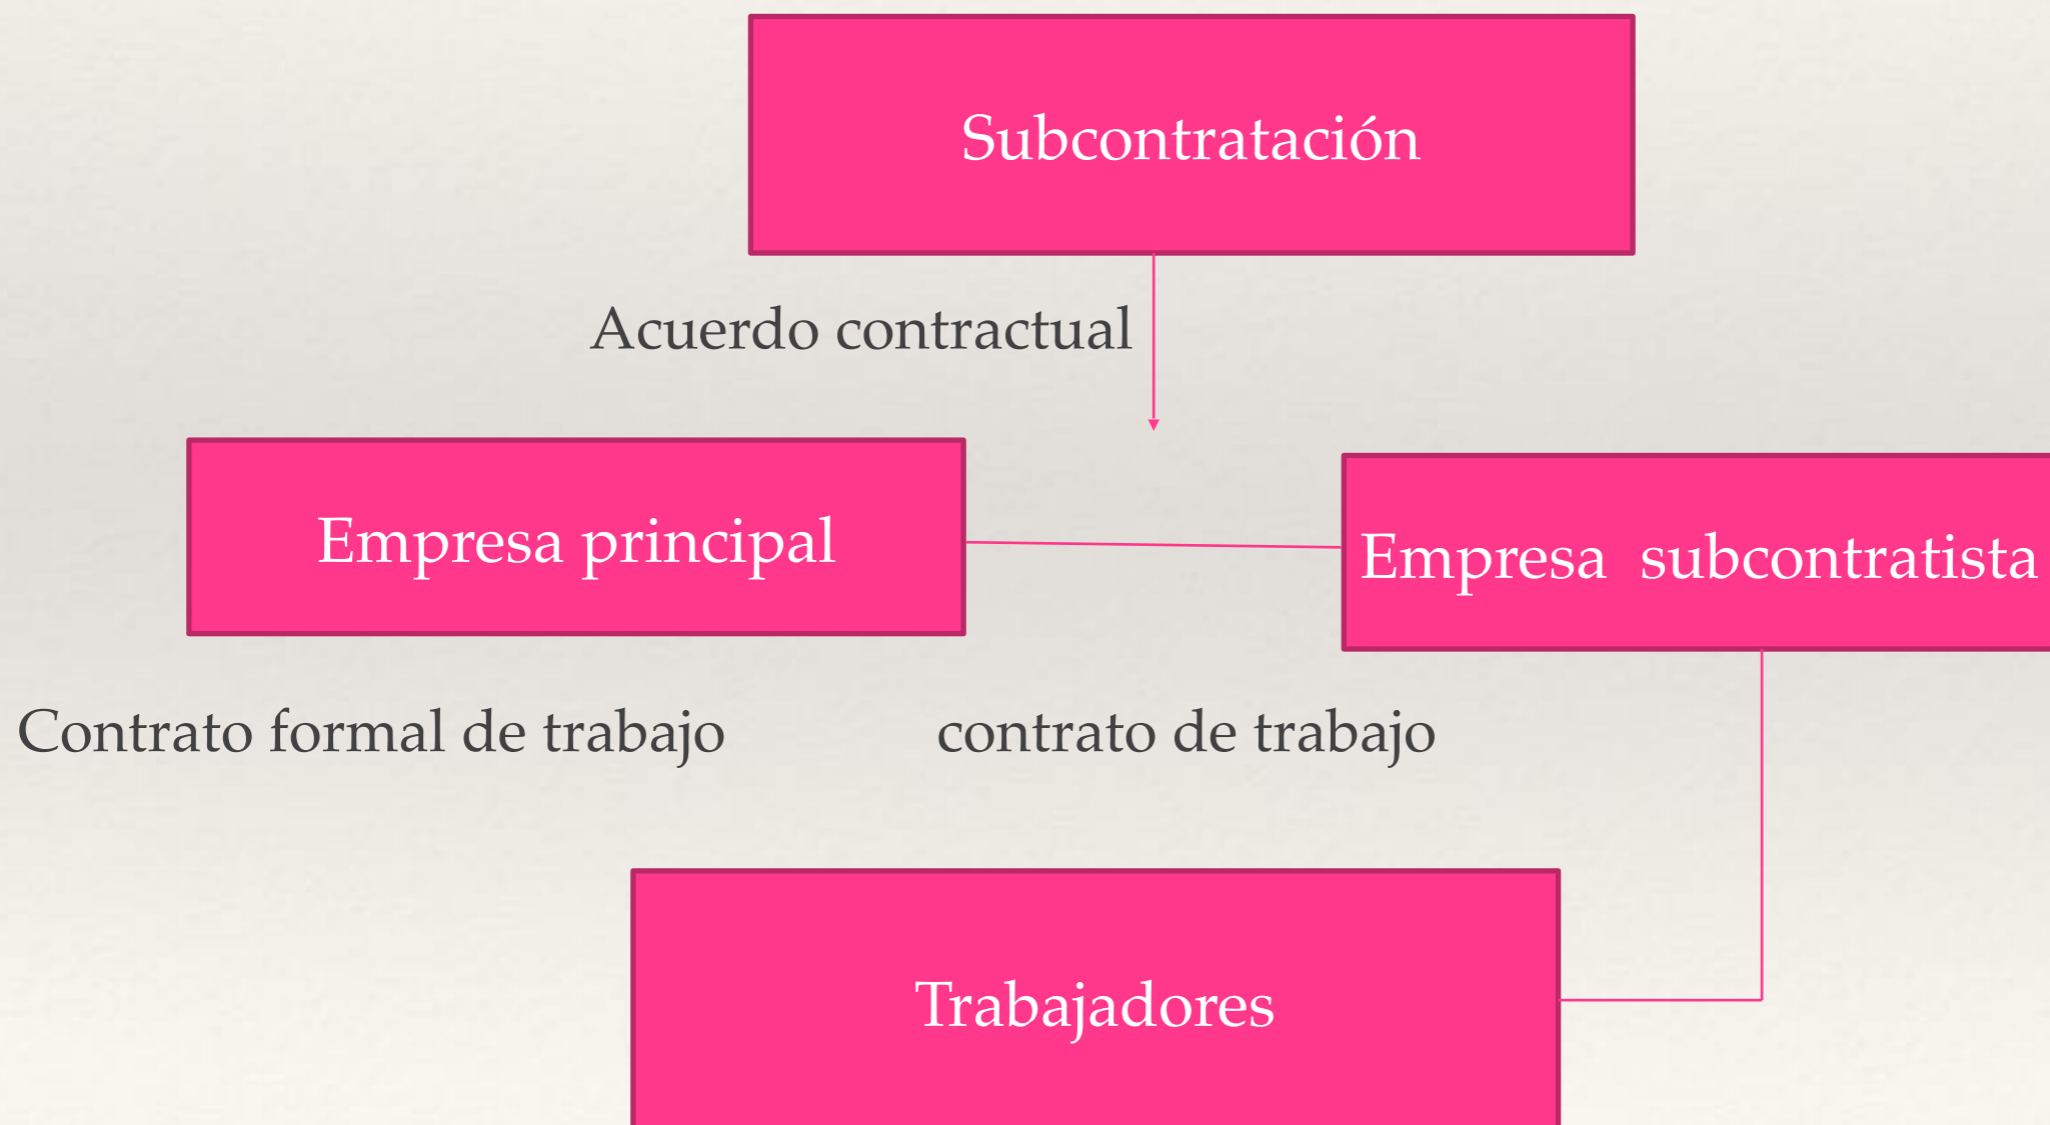 Subcontratación
Acuerdo contractual
Empresa principal
Empresa  subcontratista
Contrato formal de trabajo
contrato de trabajo
Trabajadores